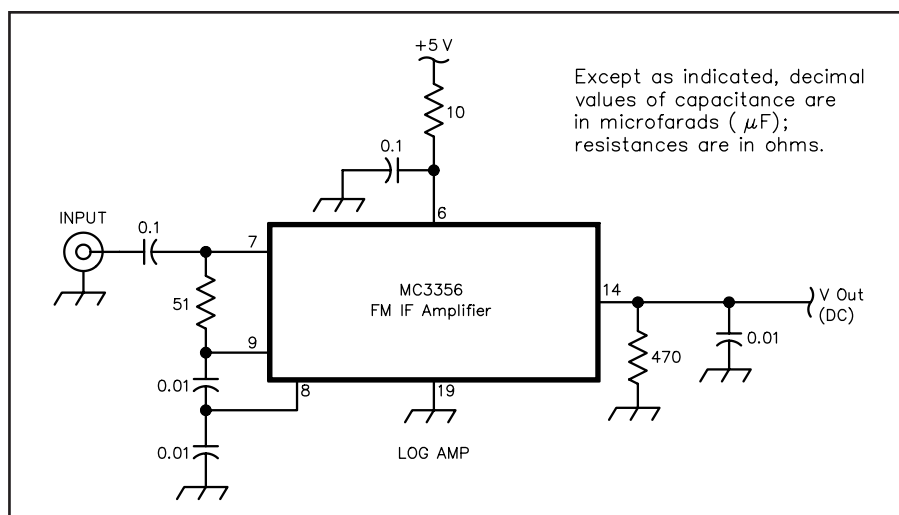 +5 V
10
0.1
Except as indicated, decimal
values of capacitance are
in microfarads ( µF);
resistances are in ohms.
6
INPUT
0.1
7
51
9
0.01
8
0.01
MC3356
FM IF Amplifier
19
LOG AMP
14
470
0.01
V Out
(DC)